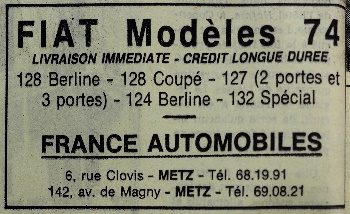 FIAT Modèles 74
LIVRAISON IMMEDIATE - CREDIT LONGUE DUREE
128 Berline - 128 Coupé - 127 (2 portes et
3 portes) - 124 Berline - 132 Spécial
FRANCE AUTOMOBILES
6, rue Clovis - METZ - Tél. 68.19.91
142, av. de Magny - METZ - Tél. 69.08.21